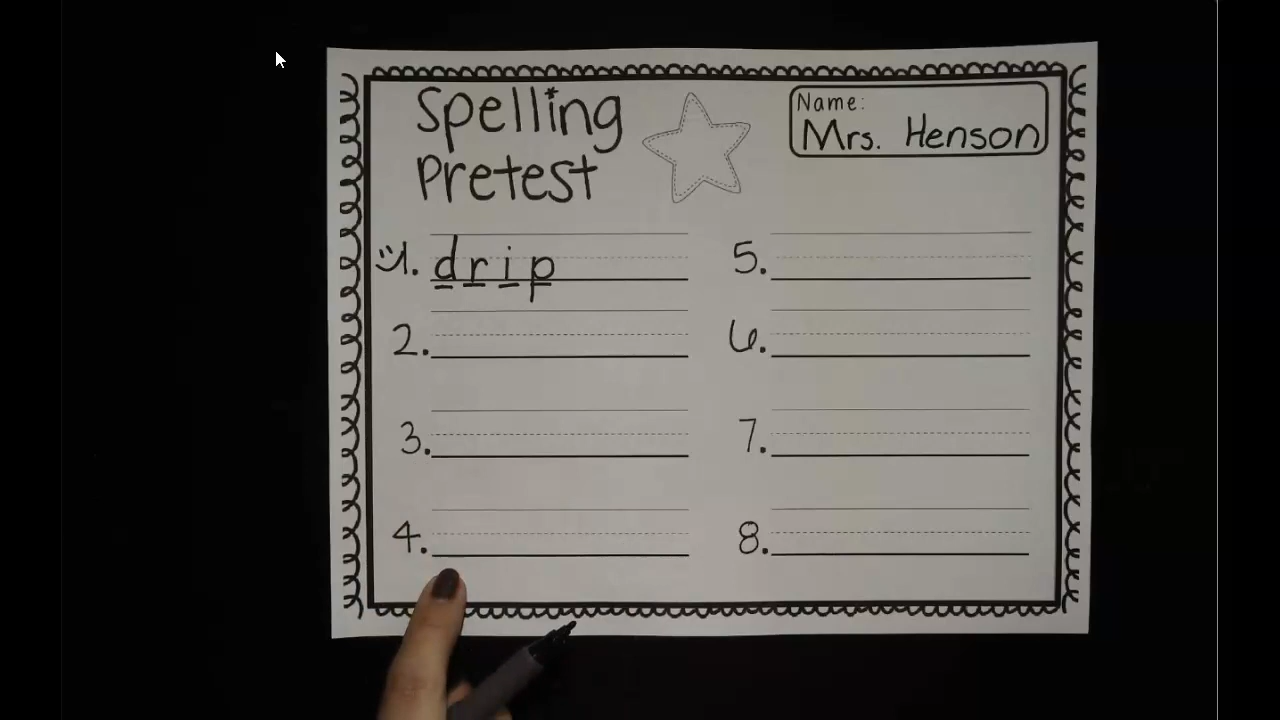 Spelling
Pretest
Name:
Mrs. Henson
1. drip
2.
3.
4.
5.
6.
7.
8.